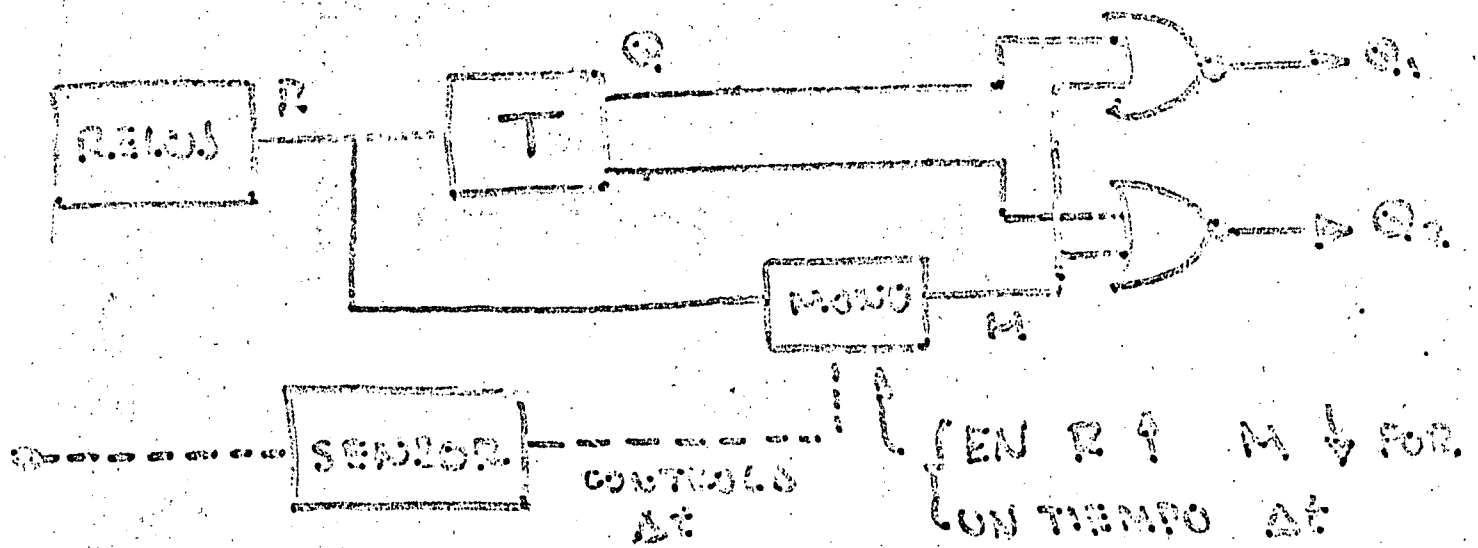 Q
R
Q₁
RELOJ
T
Q₂
MONO
M
SENSOR
CONTROLA
Δt
EN R ↑ M ↓ POR
UN TIEMPO Δt